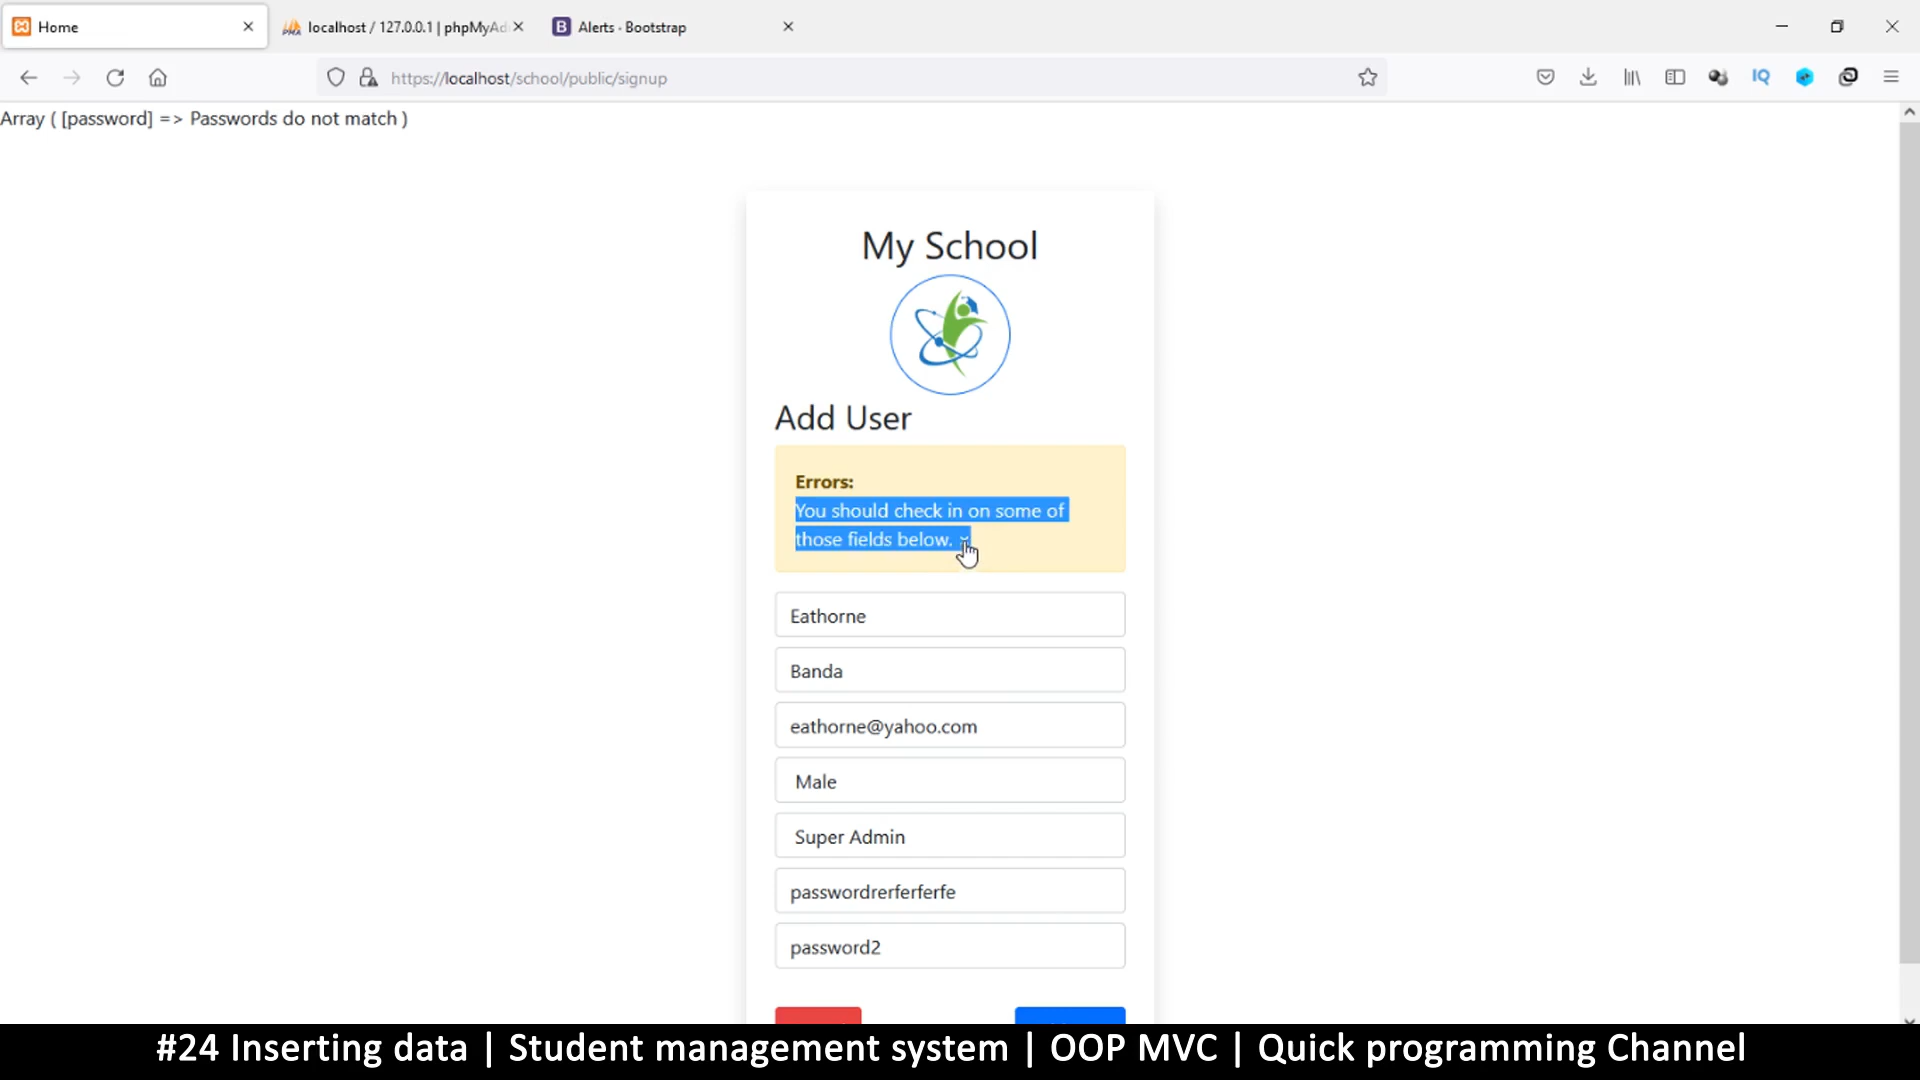 Home
localhost / 127.0.0.1 | phpMyAd
Alerts · Bootstrap
https://localhost/school/public/signup
IQ
Array ( [password] => Passwords do not match )
My School
Add User
Errors:
You should check in on some of
those fields below. ×
Eathorne
Banda
eathorne@yahoo.com
Male
Super Admin
passwordrerferferfe
password2
#24 Inserting data | Student management system | OOP MVC | Quick programming Channel